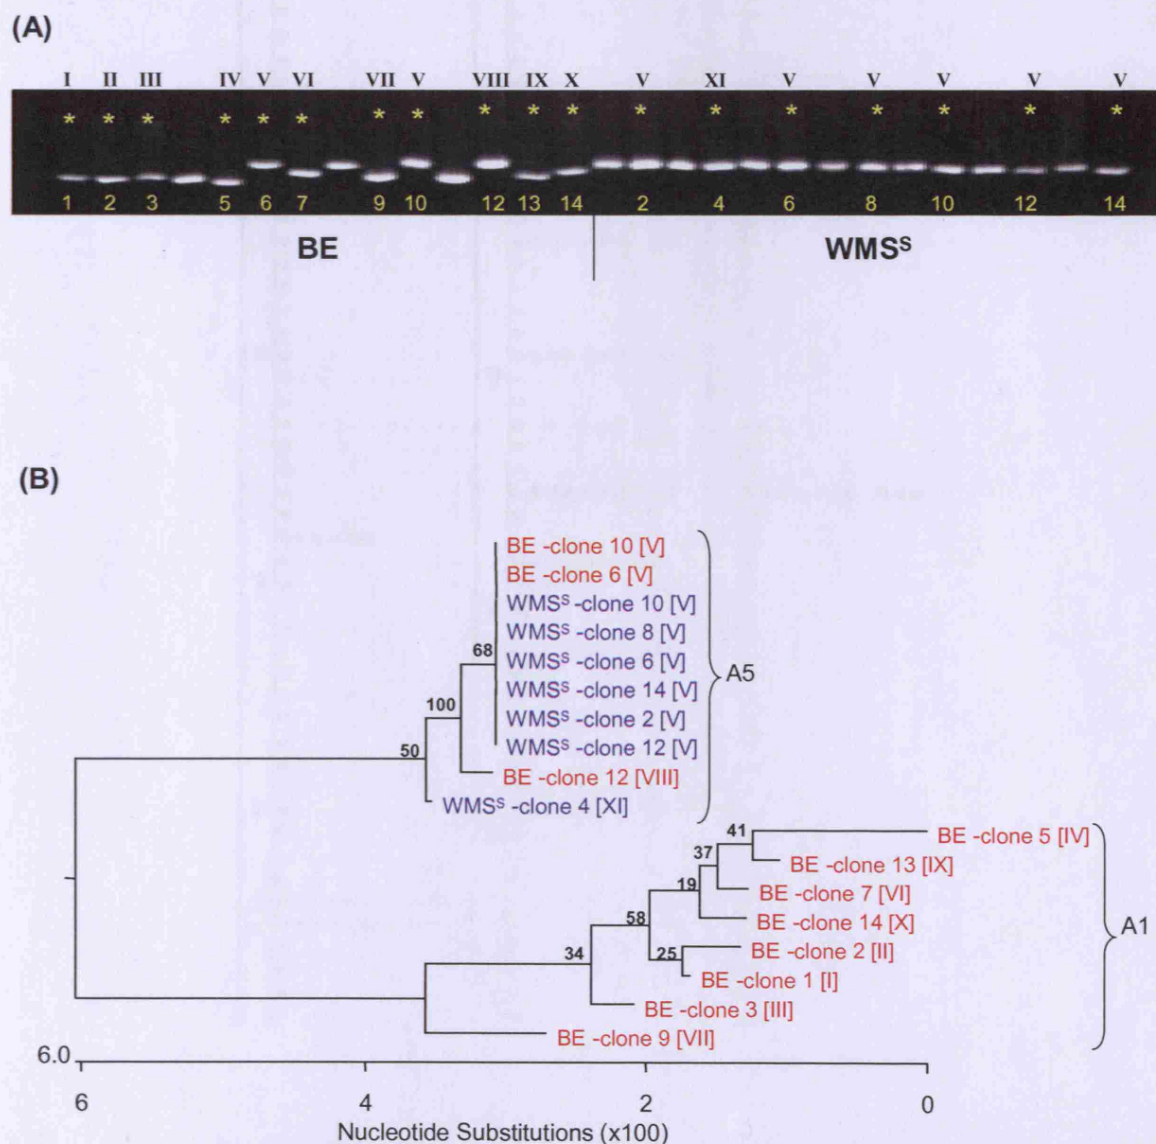 (A)
I II III IV V VI VII V VIII IX X V XI V V V V V
* * * * * * * * * * * * * * * * * *
1 2 3 5 6 7 9 10 12 13 14 2 4 6 8 10 12 14
BE WMSS
(B)
BE -clone 10 [V]
BE -clone 6 [V]
WMSS -clone 10 [V]
WMSS -clone 8 [V]
68 WMSS -clone 6 [V]
A5
WMSS -clone 14 [V]
100 WMSS -clone 2 [V]
50 WMSS -clone 12 [V]
BE -clone 12 [VIII]
WMSS -clone 4 [XI]
41 BE -clone 5 [IV]
37 BE -clone 13 [IX]
19 BE -clone 7 [VI]
58 BE -clone 14 [X]
A1
34 25 BE -clone 2 [II]
BE -clone 1 [I]
BE -clone 3 [III]
BE -clone 9 [VII]
6.0
6 4 2 0
Nucleotide Substitutions (x100)